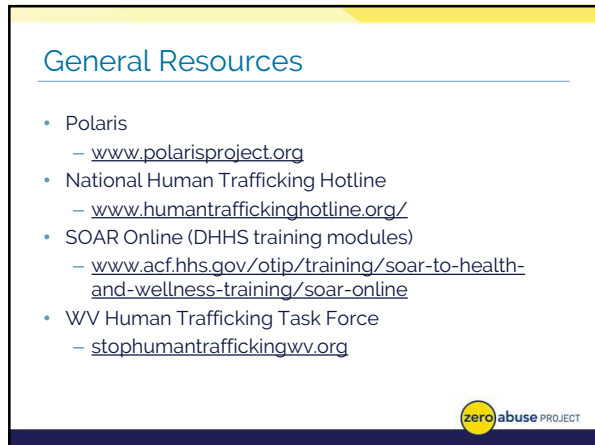 General Resources
• Polaris
– www.polarisproject.org
• National Human Trafficking Hotline
– www.humantraffickinghotline.org/
• SOAR Online (DHHS training modules)
– www.acf.hhs.gov/otip/training/soar-to-health-
and-wellness-training/soar-online
• WV Human Trafficking Task Force
– stophumantraffickingwv.org
zero abuse PROJECT